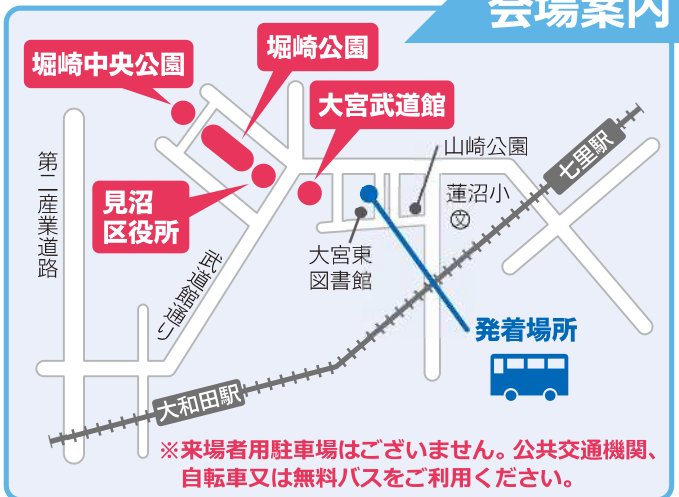 会場案内
堀崎公園
堀崎中央公園
大宮武道館
山崎公園
七里駅
第二産業道路
見沼
区役所
蓮沼小
文
大宮東
図書館
武道館通り
発着場所
大和田駅
※来場者用駐車場はございません。公共交通機関、
自転車又は無料バスをご利用ください。